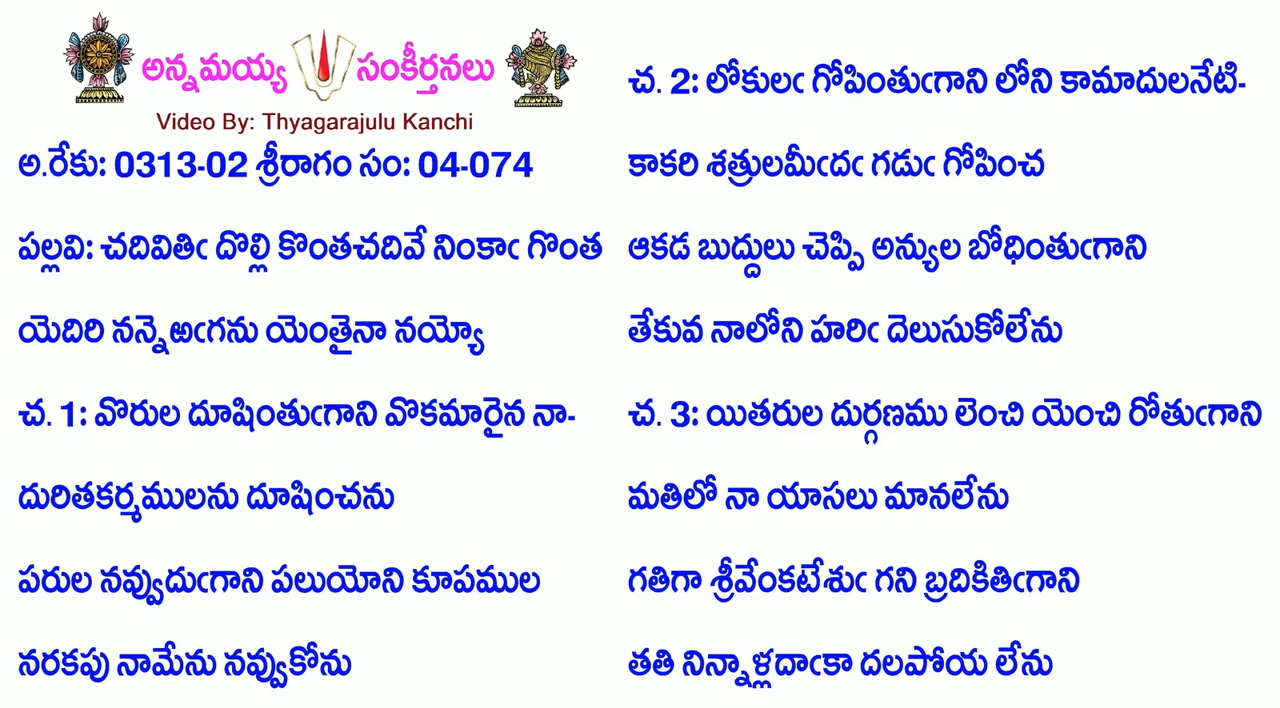 అన్నమయ్య సంకీర్తనలు
Video By: Thyagarajulu Kanchi
అ.రేకు: 0313-02 శ్రీరాగం సం: 04-074
పల్లవి: చదివితిఁ దొల్లి కొంతచదివే నింకాఁ గొంత
యెదిరి నన్నెఱఁగను యెంతైనా నయ్యో
చ. 1: వొరుల దూషింతుఁగాని వొకమారైన నా-
దురితకర్మములను దూషించను
పరుల నవ్వుదుఁగాని పలుయోని కూపముల
నరకపు నామేను నవ్వుకోను
చ. 2: లోకులఁ గోపింతుఁగాని లోని కామాదులనేటి-
కాకరి శత్రులమీఁదఁ గడుఁ గోపించ
ఆకడ బుద్దులు చెప్పి అన్యుల బోధింతుఁగాని
తేకువ నాలోని హరిఁ దెలుసుకోలేను
చ. 3: యితరుల దుర్గణము లెంచి యెంచి రోతుఁగాని
మతిలో నా యాసలు మానలేను
గతిగా శ్రీవేంకటేశుఁ గని బ్రదికితిఁగాని
తతి నిన్నాళ్లదాఁకా దలపోయ లేను